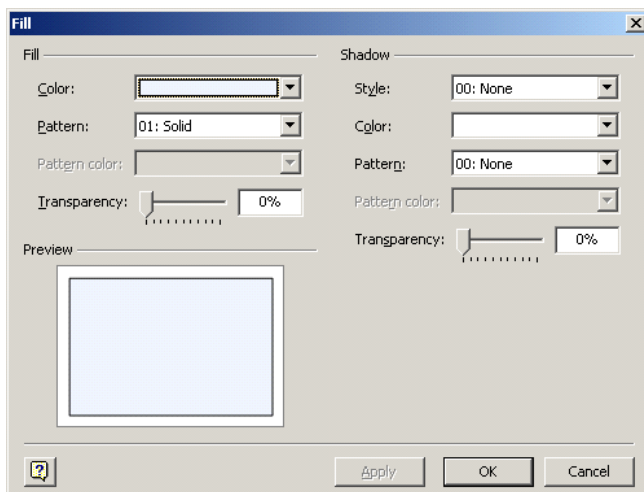 Fill
Fill
Color:
Pattern: 01: Solid
Pattern color:
Transparency: 0%
Preview
Shadow
Style: 00: None
Color:
Pattern: 00: None
Pattern color:
Transparency: 0%
Apply OK Cancel